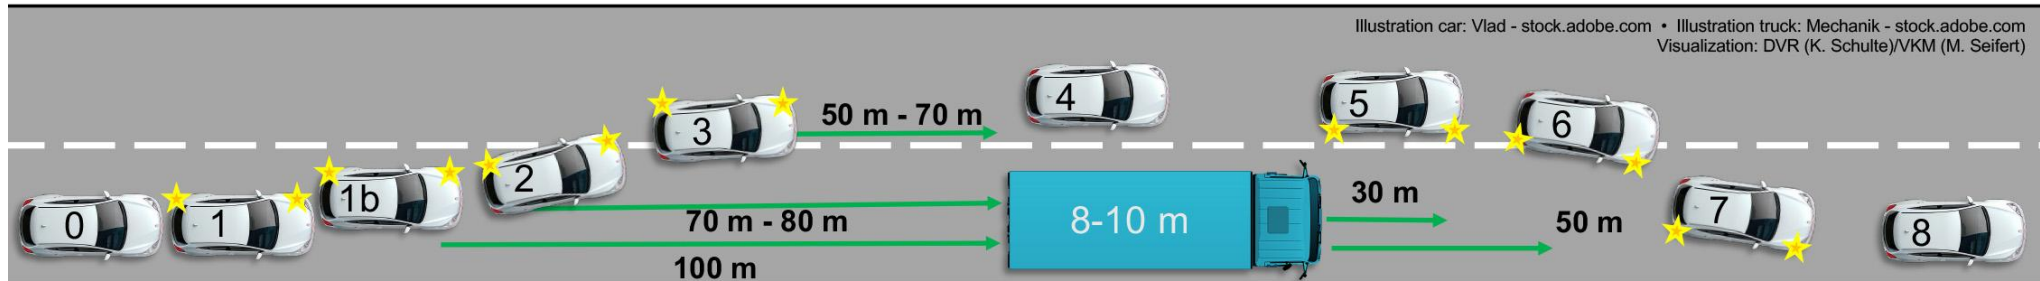 Illustration car: Vlad - stock.adobe.com • Illustration truck: Mechanik - stock.adobe.com
Visualization: DVR (K. Schulte)/VKM (M. Seifert)
0
1
1b
2
3
50 m - 70 m
4
5
6
70 m - 80 m
100 m
8-10 m
30 m
50 m
7
8